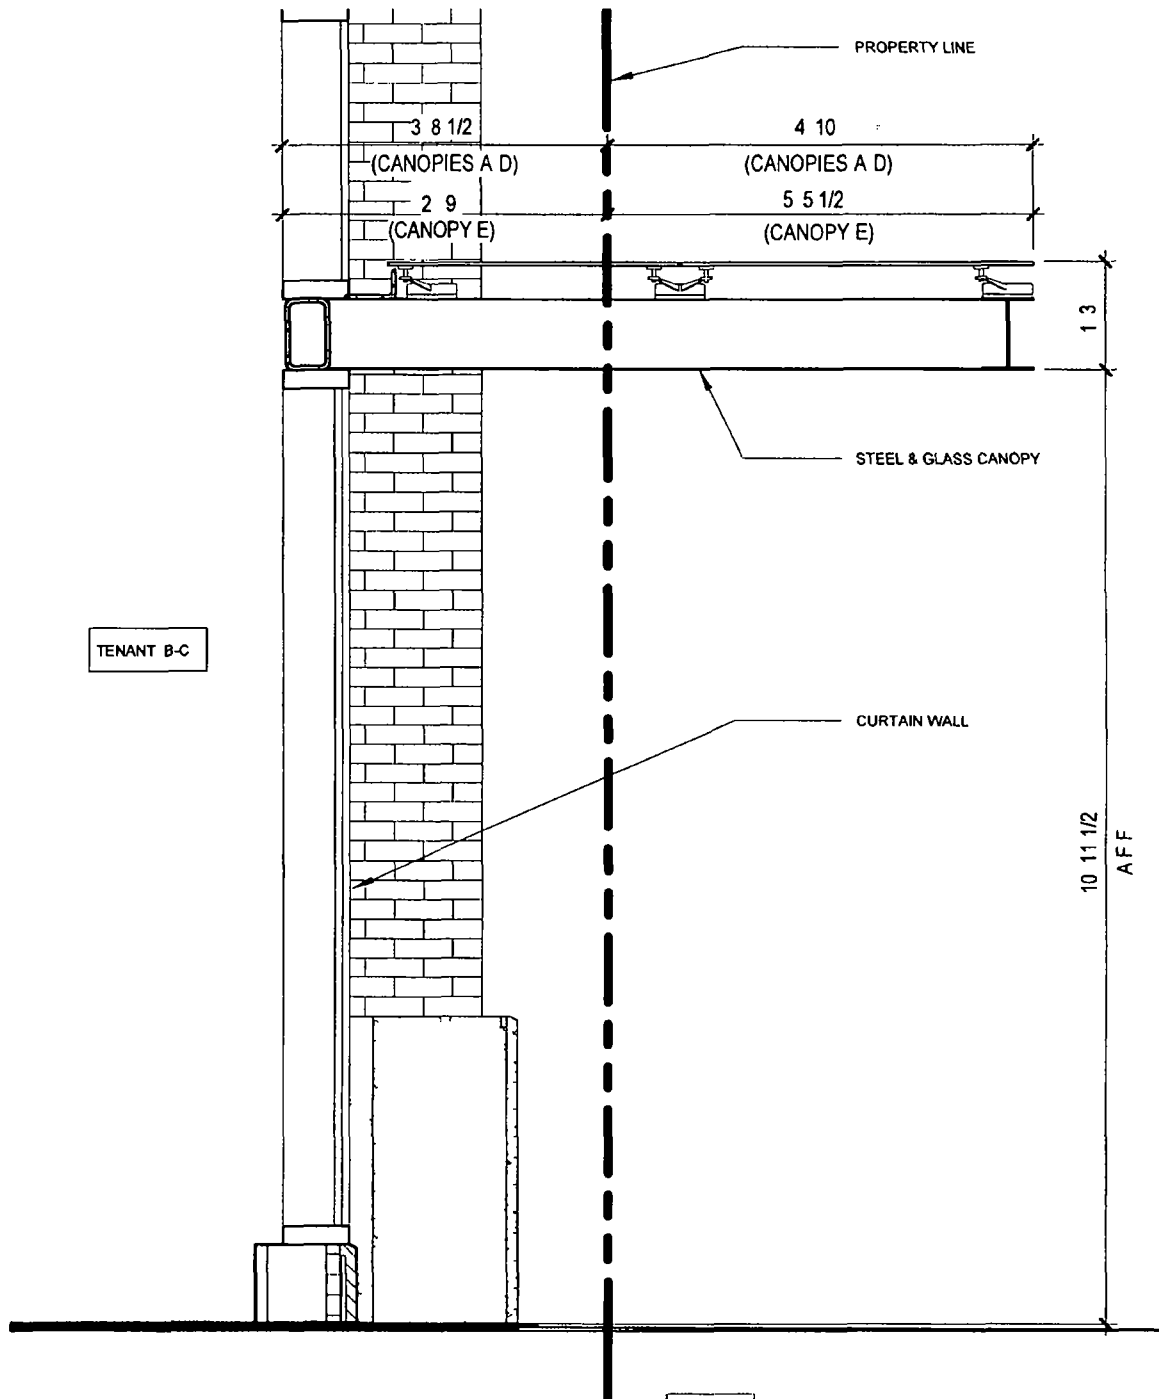 PROPERTY LINE
3 8 1/2
(CANOPIES A D)
4 10
(CANOPIES A D)
2 9
(CANOPY E)
5 5 1/2
(CANOPY E)
1 3
STEEL & GLASS CANOPY
TENANT B-C
CURTAIN WALL
10 11 1/2
A F F